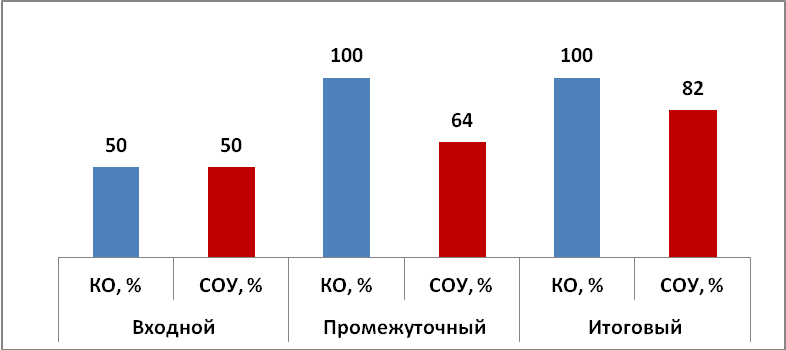 100
100
82
64
50
50
КО, %
СОУ, %
КО, %
СОУ, %
КО, %
СОУ, %
Входной
Промежуточный
Итоговый